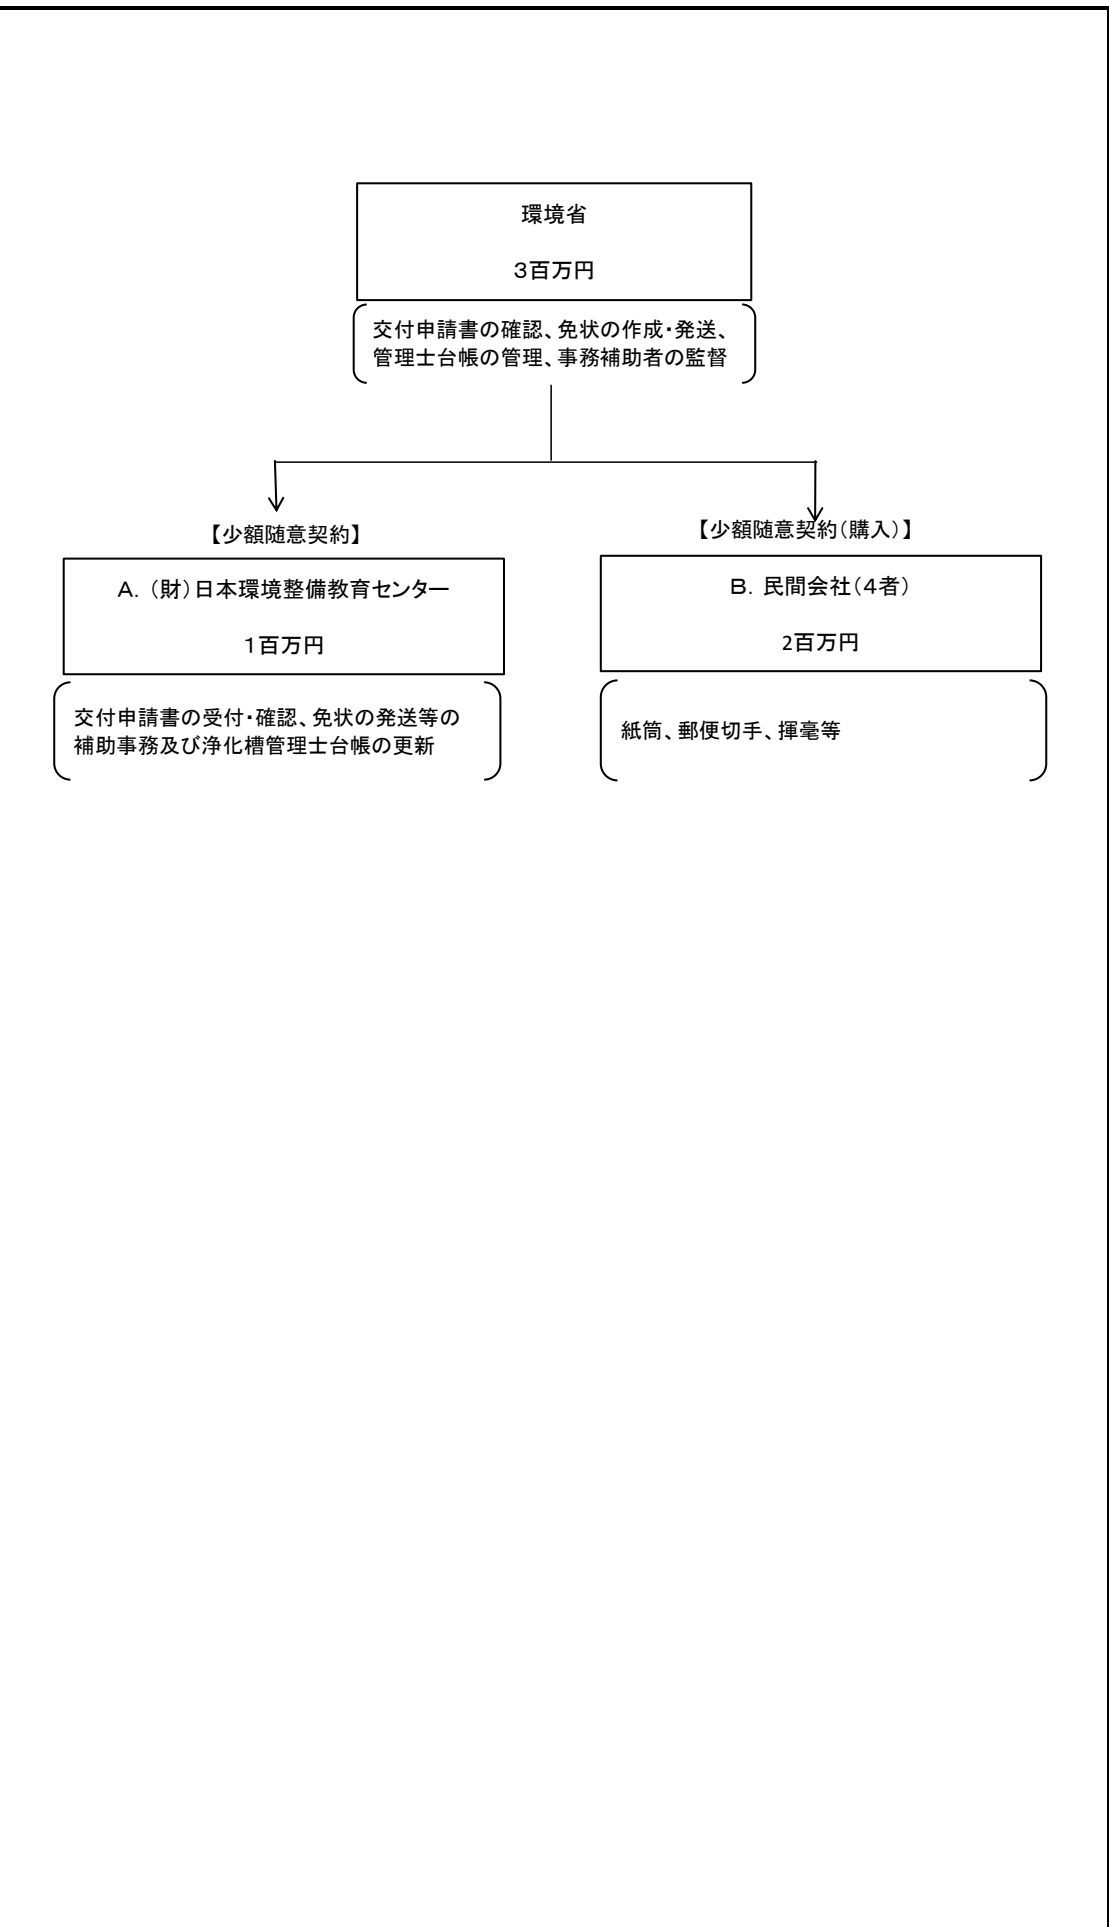 環境省
３百万円
交付申請書の確認、免状の作成・発送、
管理士台帳の管理、事務補助者の監督
【少額随意契約】
【少額随意契約（購入）】
Ａ．（財）日本環境整備教育センター
１百万円
Ｂ．民間会社（４者）
2百万円
交付申請書の受付・確認、免状の発送等の
補助事務及び浄化槽管理士台帳の更新
紙筒、郵便切手、揮毫等